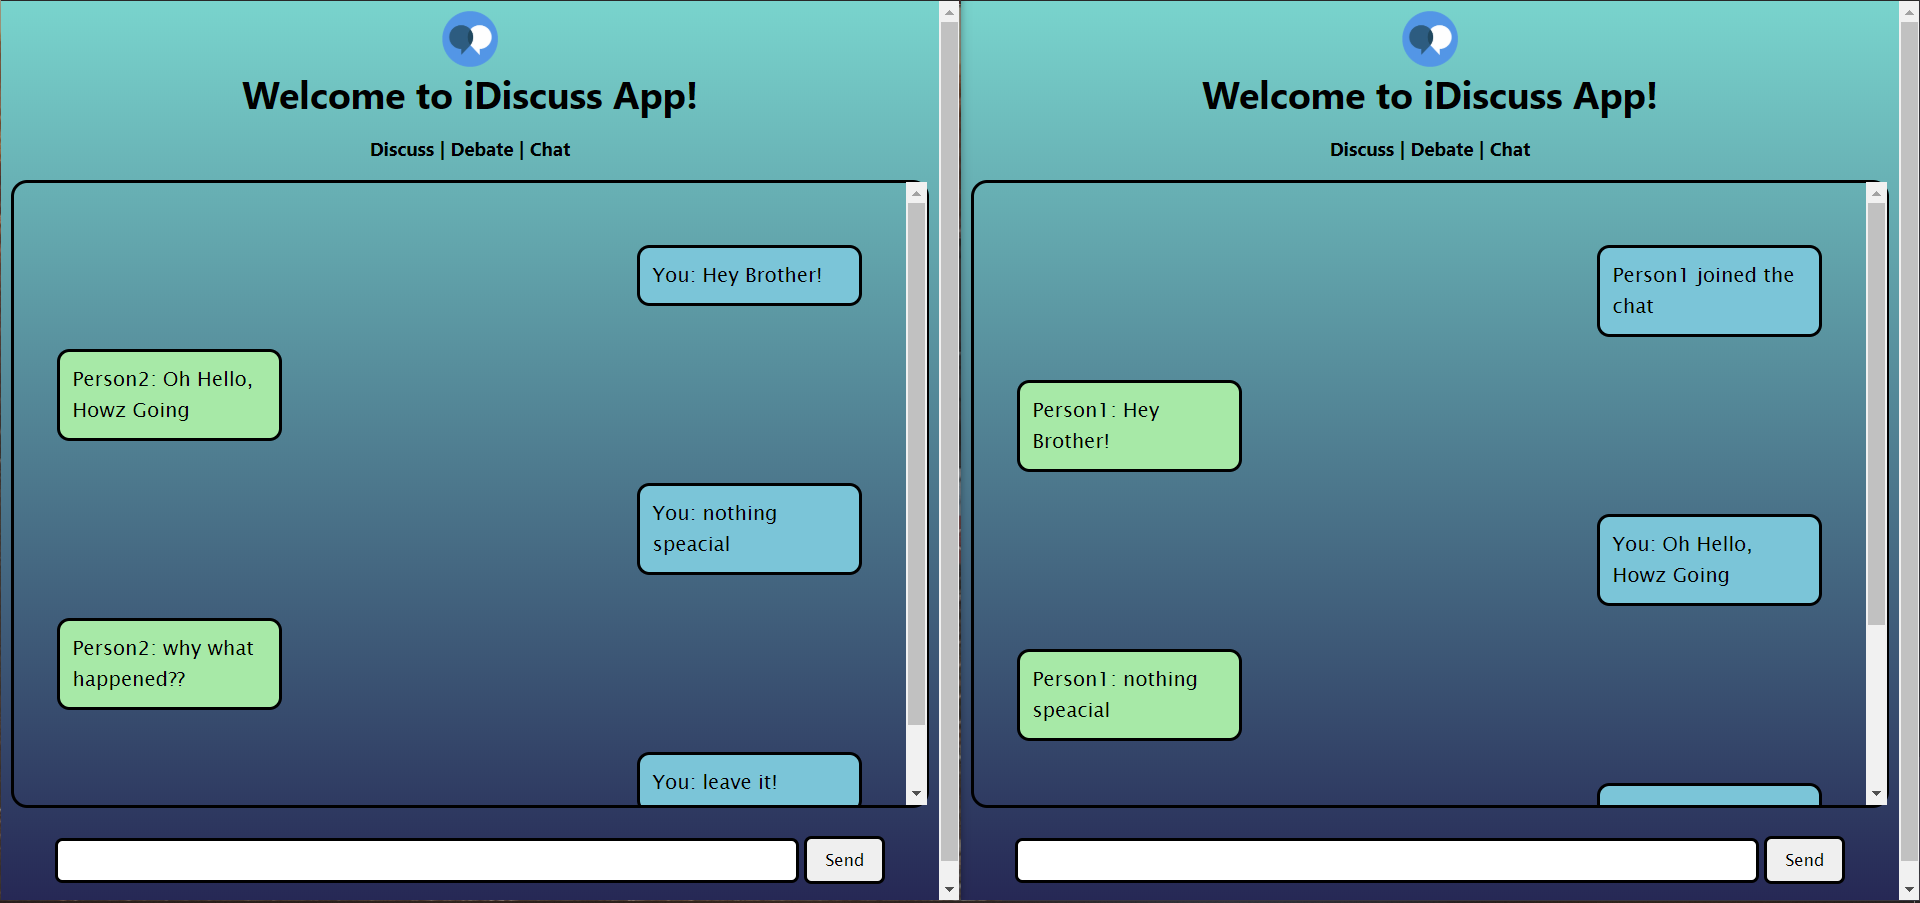 Welcome to iDiscuss App!
Discuss | Debate | Chat
You: Hey Brother!
Person2: Oh Hello,
Howz Going
You: nothing
speacial
Person2: why what
happened??
You: leave it!
Send
Welcome to iDiscuss App!
Discuss | Debate | Chat
Person1 joined the
chat
Person1: Hey
Brother!
You: Oh Hello,
Howz Going
Person1: nothing
speacial
Send